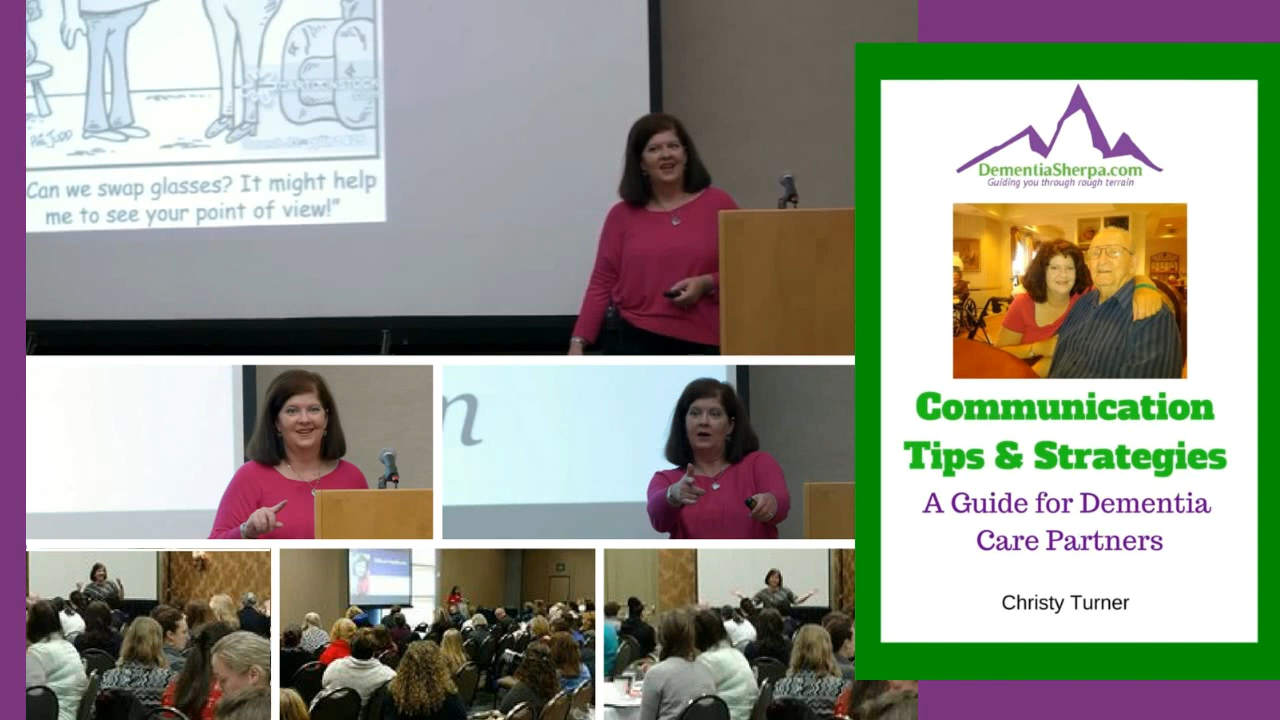 Can we swap glasses? It might help
me to see your point of view!"
n
DementiaSherpa.com
Guiding you through rough terrain
Communication
Tips & Strategies
A Guide for Dementia
Care Partners
Christy Turner